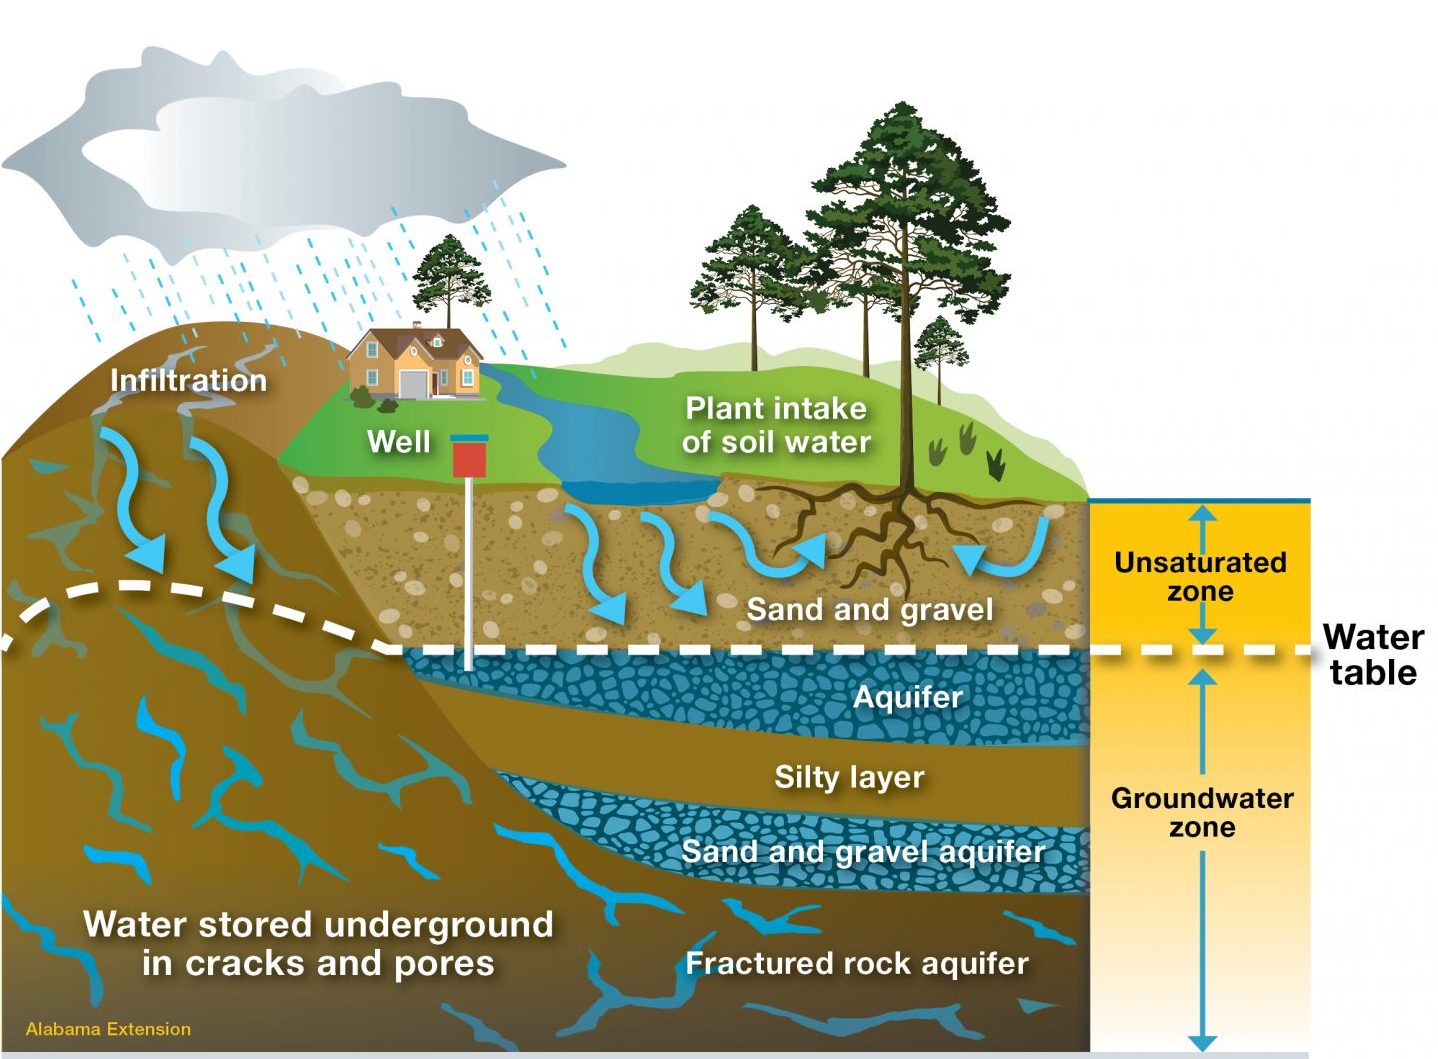 Infiltration
Well
Plant intake
of soil water
Unsaturated
zone
Sand and gravel
Water
table
Aquifer
Silty layer
Groundwater
zone
Sand and gravel aquifer
Water stored underground
in cracks and pores
Fractured rock aquifer
Alabama Extension